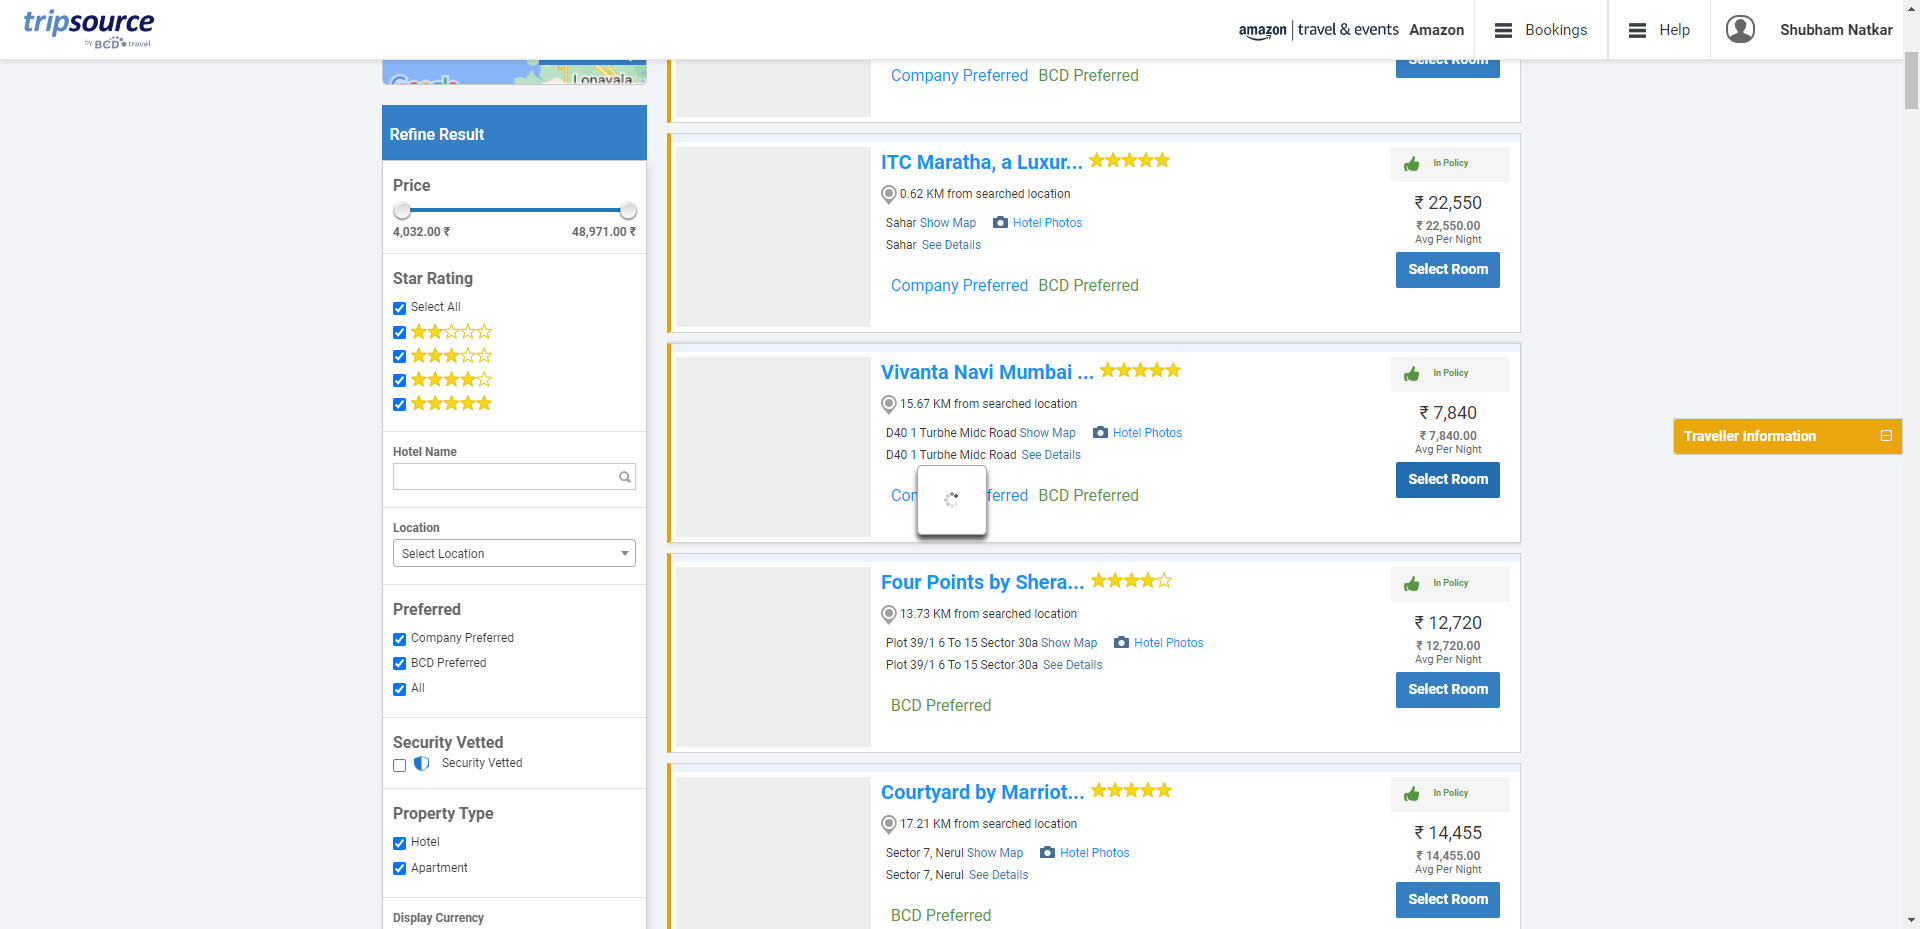 tripsource
by BCD travel
amazon travel & events Amazon
Bookings
Help
Shubham Natkar
Lonavala
Refine Result
Price
4,032.00 ₹ 48,971.00 ₹
Star Rating
Select All
Hotel Name
Location
Select Location
Preferred
Company Preferred
BCD Preferred
All
Security Vetted
Security Vetted
Property Type
Hotel
Apartment
Display Currency
Company Preferred BCD Preferred
Select Room
ITC Maratha, a Luxur...
0.62 KM from searched location
Sahar Show Map Hotel Photos
Sahar See Details
Company Preferred BCD Preferred
In Policy
₹ 22,550
₹ 22,550.00
Avg Per Night
Select Room
Vivanta Navi Mumbai ...
15.67 KM from searched location
D40 1 Turbhe Midc Road Show Map Hotel Photos
D40 1 Turbhe Midc Road See Details
BCD Preferred
In Policy
₹ 7,840
₹ 7,840.00
Avg Per Night
Select Room
Four Points by Shera...
13.73 KM from searched location
Plot 39/1 6 To 15 Sector 30a Show Map Hotel Photos
Plot 39/1 6 To 15 Sector 30a See Details
BCD Preferred
In Policy
₹ 12,720
₹ 12,720.00
Avg Per Night
Select Room
Courtyard by Marriot...
17.21 KM from searched location
Sector 7, Nerul Show Map Hotel Photos
Sector 7, Nerul See Details
BCD Preferred
In Policy
₹ 14,455
₹ 14,455.00
Avg Per Night
Select Room
Traveller Information